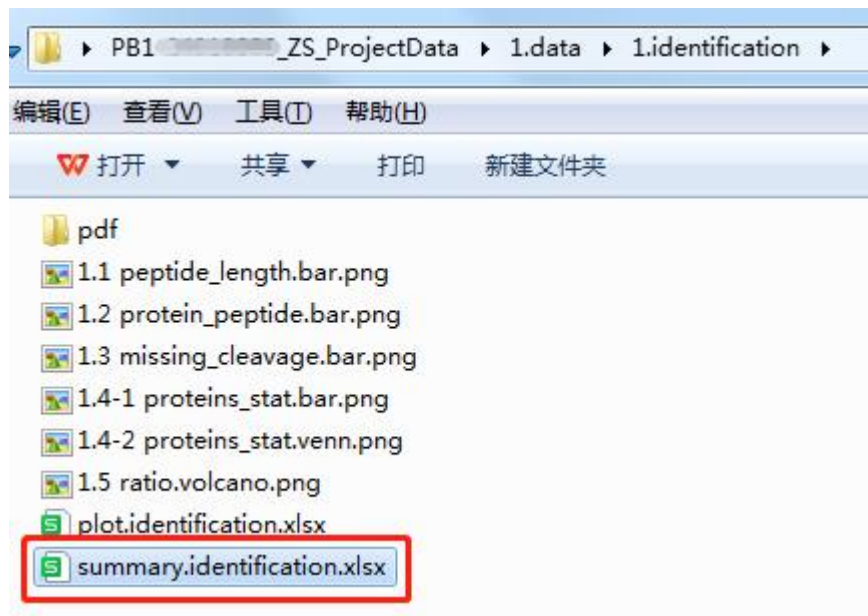 PB1 _ZS_ProjectData 1.data 1.identification
编辑(E) 查看(V) 工具(T) 帮助(H)
打开 共享 打印 新建文件夹
pdf
1.1 peptide_length.bar.png
1.2 protein_peptide.bar.png
1.3 missing_cleavage.bar.png
1.4-1 proteins_stat.bar.png
1.4-2 proteins_stat.venn.png
1.5 ratio.volcano.png
plot.identification.xlsx
summary.identification.xlsx